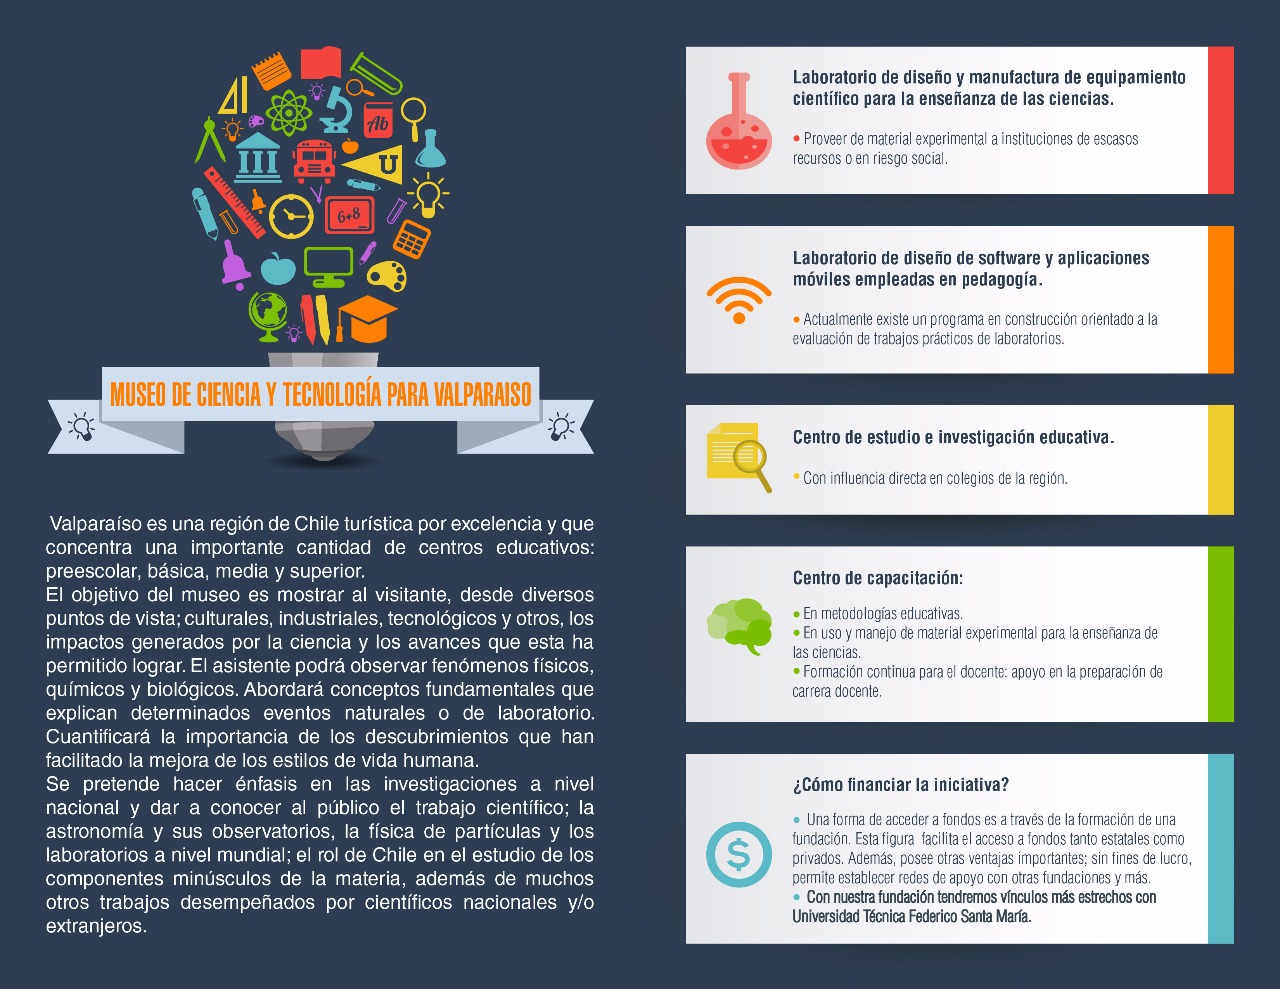 Ab
U
6+8
MUSEO DE CIENCIA Y TECNOLOGÍA PARA VALPARAISO
Valparaíso es una región de Chile turística por excelencia y que
concentra una importante cantidad de centros educativos:
preescolar, básica, media y superior.
El objetivo del museo es mostrar al visitante, desde diversos
puntos de vista; culturales, industriales, tecnológicos y otros, los
impactos generados por la ciencia y los avances que esta ha
permitido lograr. El asistente podrá observar fenómenos físicos,
químicos y biológicos. Abordará conceptos fundamentales que
explican determinados eventos naturales o de laboratorio.
Cuantificará la importancia de los descubrimientos que han
facilitado la mejora de los estilos de vida humana.
Se pretende hacer énfasis en las investigaciones a nivel
nacional y dar a conocer al público el trabajo científico; la
astronomía y sus observatorios, la física de partículas y los
laboratorios a nivel mundial; el rol de Chile en el estudio de los
componentes minúsculos de la materia, además de muchos
otros trabajos desempeñados por científicos nacionales y/o
extranjeros.
Laboratorio de diseño y manufactura de equipamiento
científico para la enseñanza de las ciencias.
• Proveer de material experimental a instituciones de escasos
recursos o en riesgo social.
Laboratorio de diseño de software y aplicaciones
móviles empleadas en pedagogía.
• Actualmente existe un programa en construcción orientado a la
evaluación de trabajos prácticos de laboratorios.
Centro de estudio e investigación educativa.
• Con influencia directa en colegios de la región.
Centro de capacitación:
• En metodologías educativas.
• En uso y manejo de material experimental para la enseñanza de
las ciencias.
• Formación continua para el docente: apoyo en la preparación de
carrera docente.
¿Cómo financiar la iniciativa?
• Una forma de acceder a fondos es a través de la formación de una
fundación. Esta figura facilita el acceso a fondos tanto estatales como
privados. Además, posee otras ventajas importantes; sin fines de lucro,
permite establecer redes de apoyo con otras fundaciones y más.
• Con nuestra fundación tendremos vínculos más estrechos con
Universidad Técnica Federico Santa María.
$